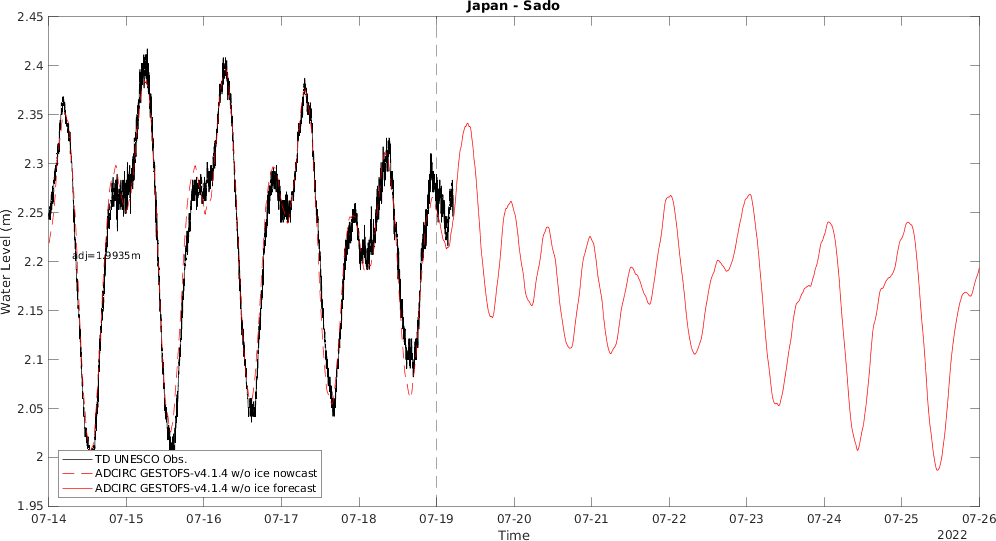 Japan - Sado
Water Level (m)
2.45
2.4
2.35
2.3
2.25
2.2
2.15
2.1
2.05
2
1.95
adj=1.9935m
TD UNESCO Obs.
ADCIRC GESTOFS-v4.1.4 w/o ice nowcast
ADCIRC GESTOFS-v4.1.4 w/o ice forecast
07-14 07-15 07-16 07-17 07-18 07-19 07-20 07-21 07-22 07-23 07-24 07-25 07-26
Time
2022